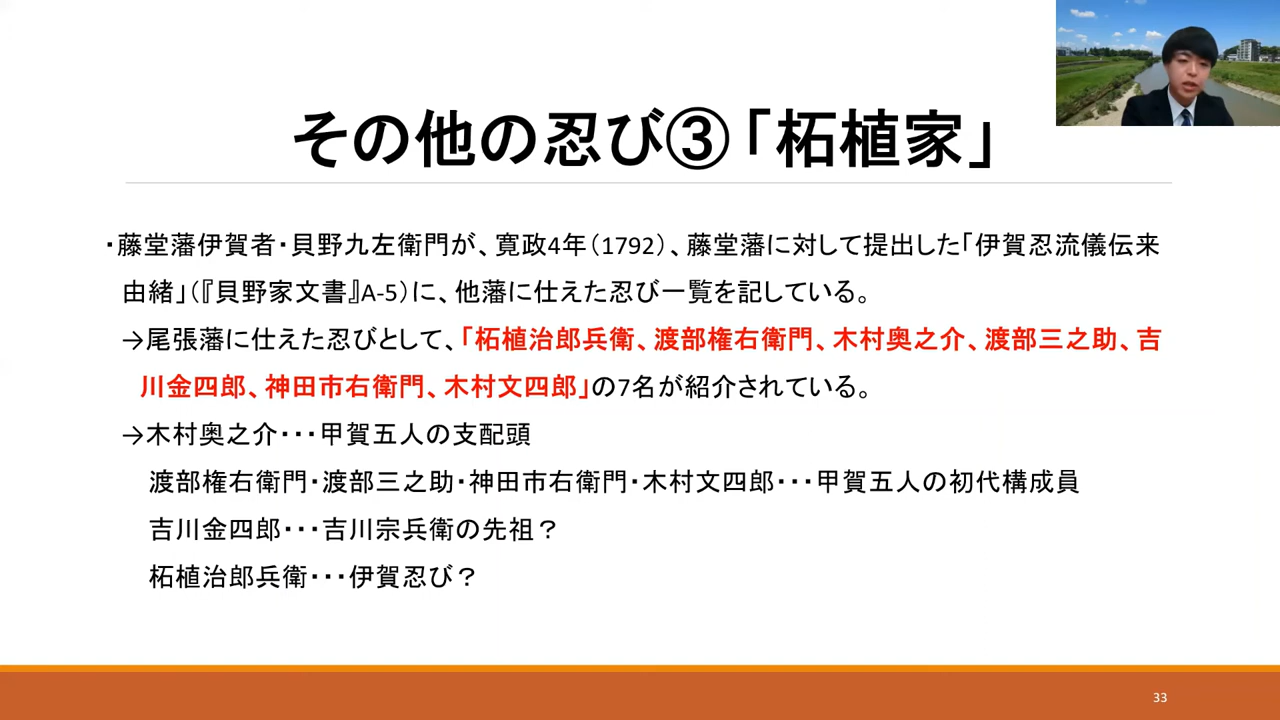 その他の忍び③「柘植家」
・藤堂藩伊賀者・貝野九左衛門が、寛政4年（1792）、藤堂藩に対して提出した「伊賀忍流儀伝来
由緒」（『貝野家文書』A-5）に、他藩に仕えた忍び一覧を記している。
→尾張藩に仕えた忍びとして、「柘植治郎兵衛、渡部権右衛門、木村奥之介、渡部三之助、吉
川金四郎、神田市右衛門、木村文四郎」の7名が紹介されている。
→木村奥之介・・・甲賀五人の支配頭
渡部権右衛門・渡部三之助・神田市右衛門・木村文四郎・・・甲賀五人の初代構成員
吉川金四郎・・・吉川宗兵衛の先祖？
柘植治郎兵衛・・・伊賀忍び？
33